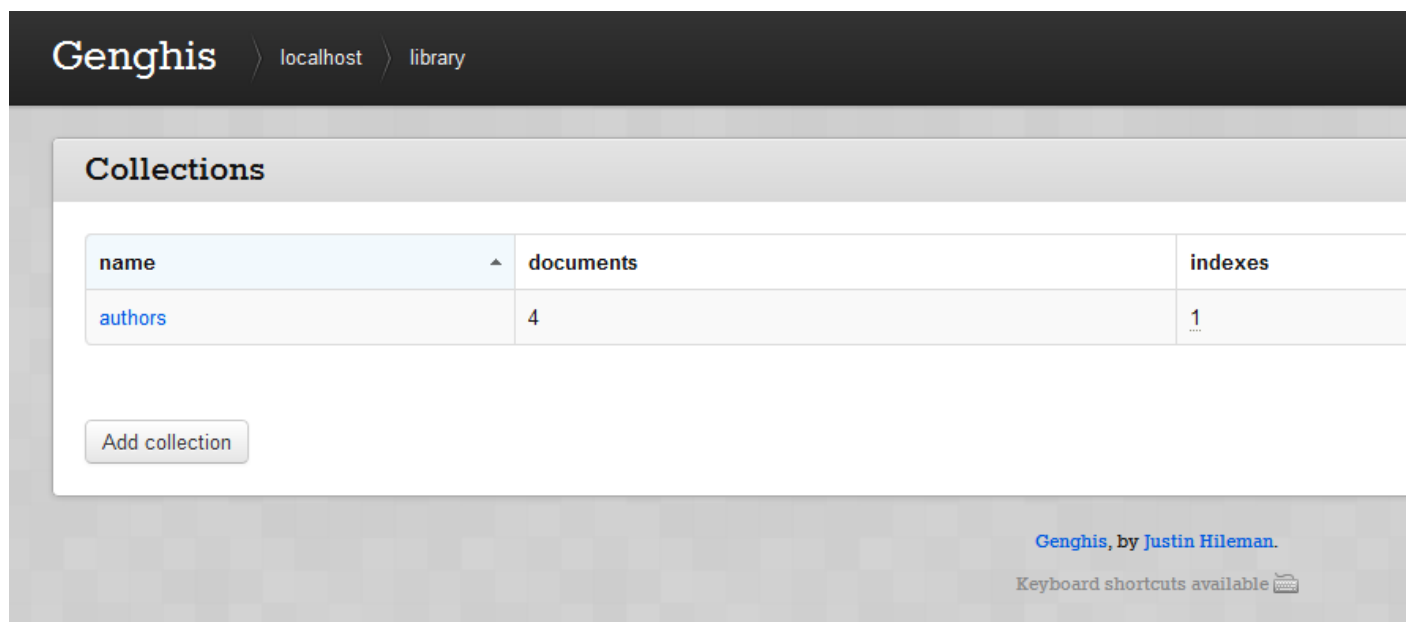 Genghis localhost library
Collections
name documents indexes
authors 4 1
Add collection
Genghis, by Justin Hileman.
Keyboard shortcuts available